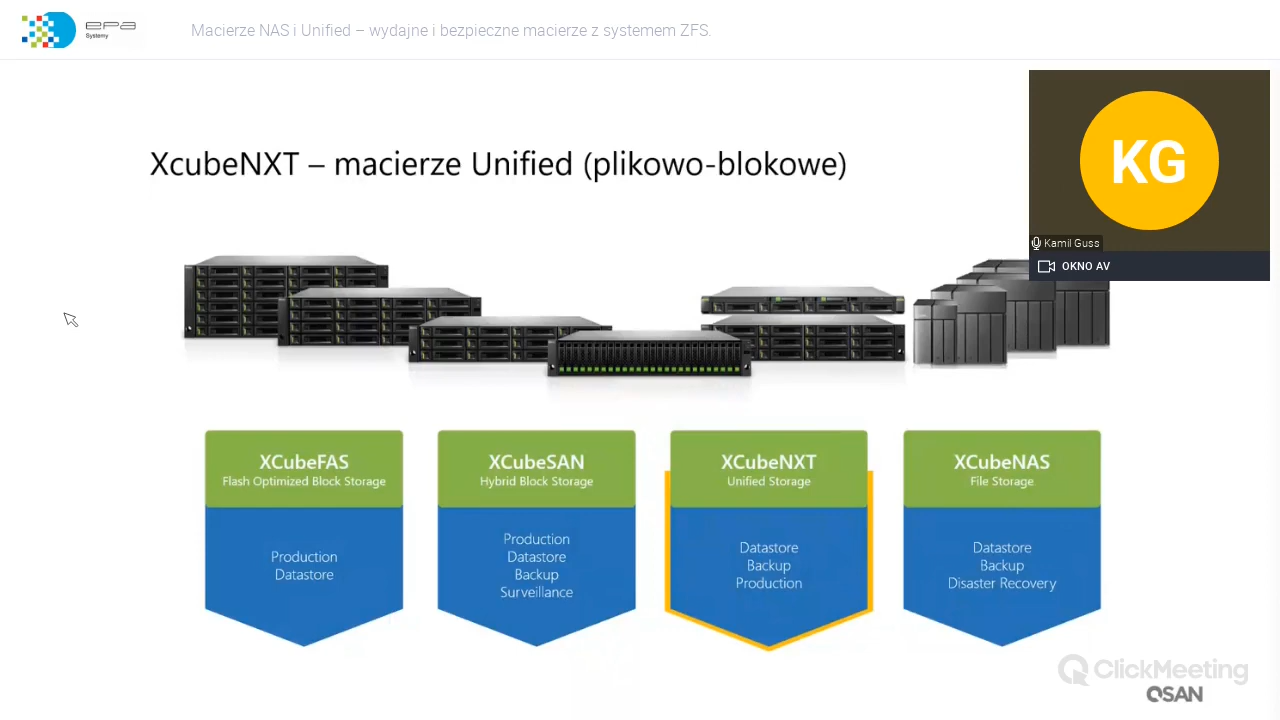 epa
Systemy
Macierze NAS i Unified – wydajne i bezpieczne macierze z systemem ZFS.
KG
Kamil Guss
OKNO AV
XcubeNXT – macierze Unified (plikowo-blokowe)
XCubeFAS
Flash Optimized Block Storage
Production
Datastore
XCubeSAN
Hybrid Block Storage
Production
Datastore
Backup
Surveillance
XCubeNXT
Unified Storage
Datastore
Backup
Production
XCubeNAS
File Storage
Datastore
Backup
Disaster Recovery
ClickMeeting
QSAN